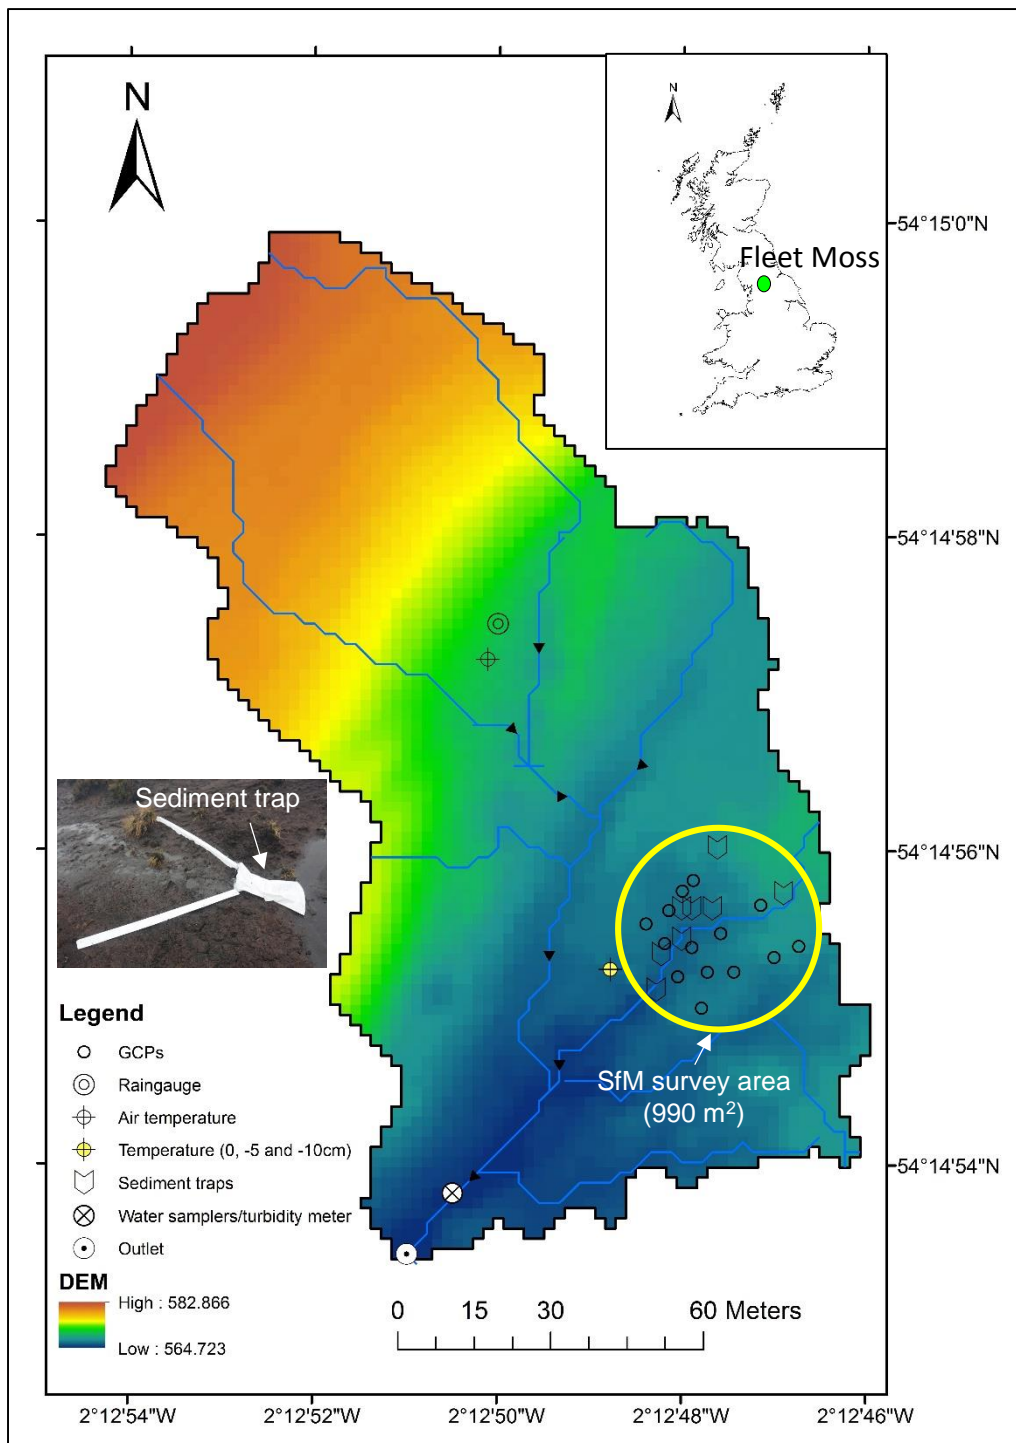 N
N
Fleet Moss
54°15'0"N
54°14'58"N
54°14'56"N
54°14'54"N
Sediment trap
SfM survey area
(990 m²)
Legend
GCPs
Raingauge
Air temperature
Temperature (0, -5 and -10cm)
Sediment traps
Water samplers/turbidity meter
Outlet
DEM
High : 582.866
Low : 564.723
0 15 30 60 Meters
2°12'54"W 2°12'52"W 2°12'50"W 2°12'48"W 2°12'46"W